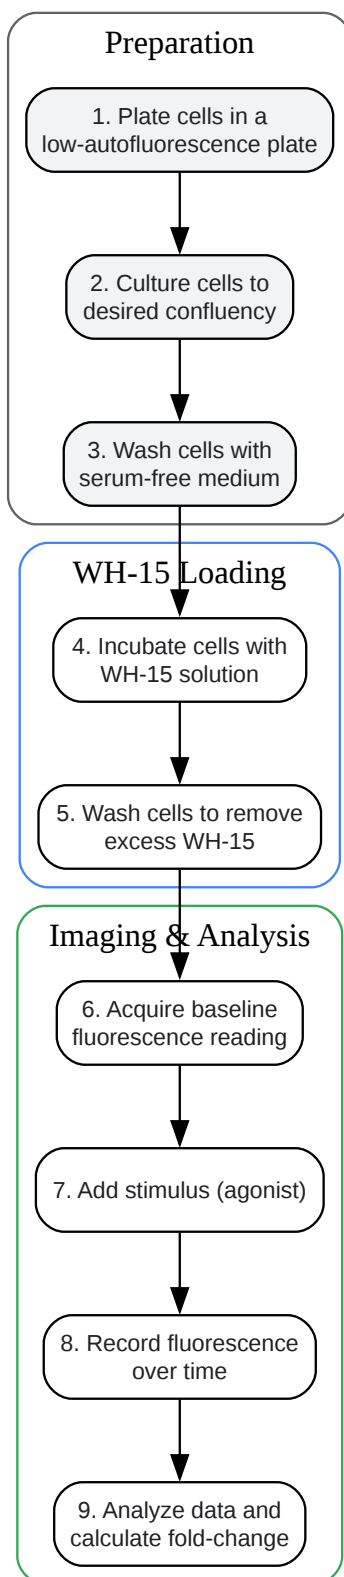 Preparation
1. Plate cells in a
low-autofluorescence plate
2. Culture cells to
desired confluency
3. Wash cells with
serum-free medium
WH-15 Loading
4. Incubate cells with
WH-15 solution
5. Wash cells to remove
excess WH-15
Imaging & Analysis
6. Acquire baseline
fluorescence reading
7. Add stimulus (agonist)
8. Record fluorescence
over time
9. Analyze data and
calculate fold-change